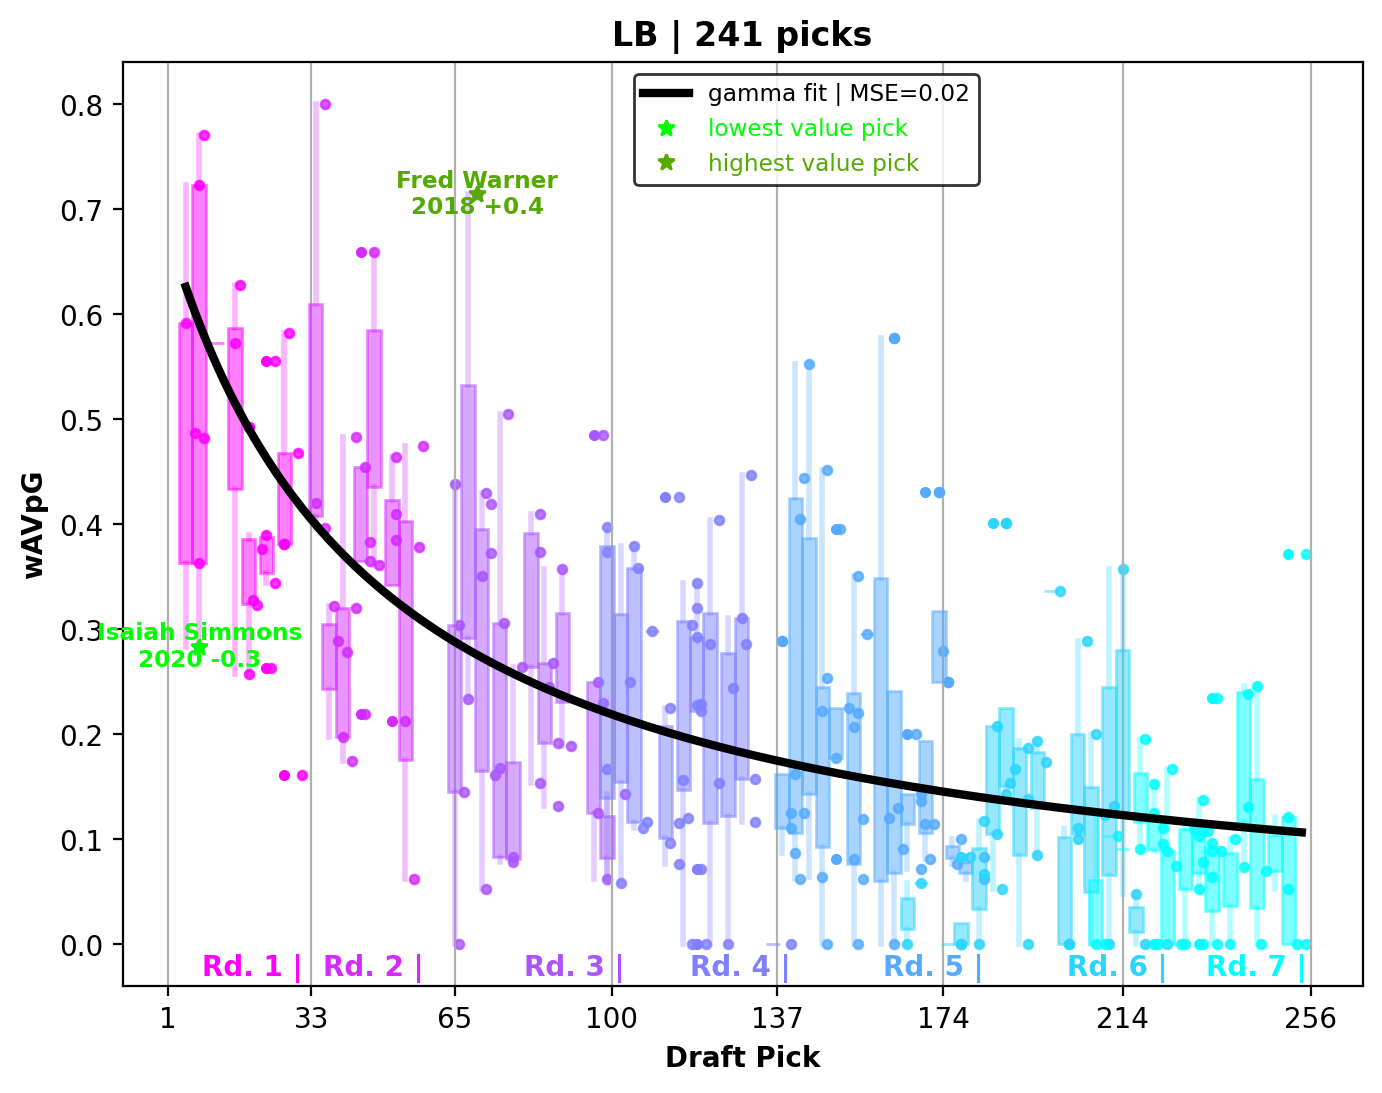 LB | 241 picks
gamma fit | MSE=0.02
lowest value pick
highest value pick
Fred Warner
2018 +0.4
Isaiah Simmons
2020 -0.3
wAVpG
0.8
0.7
0.6
0.5
0.4
0.3
0.2
0.1
0.0
Rd. 1 | Rd. 2 | Rd. 3 | Rd. 4 | Rd. 5 | Rd. 6 | Rd. 7 |
1 33 65 100 137 174 214 256
Draft Pick